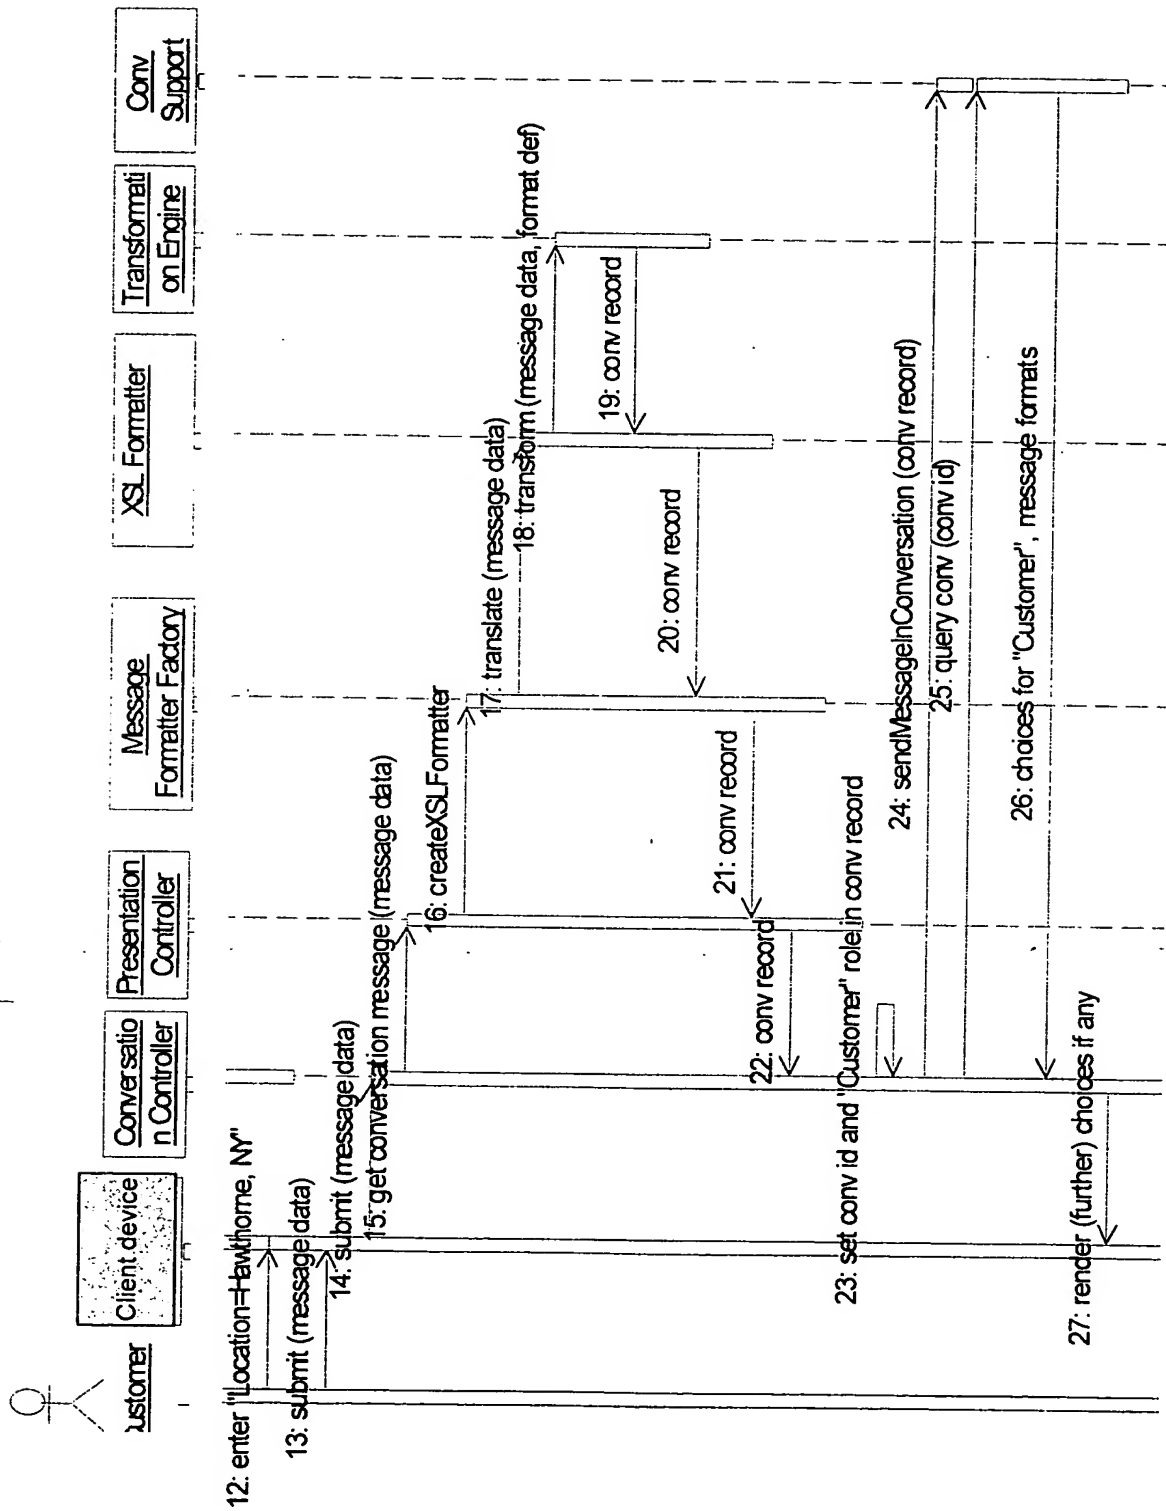 ustomer
Client device
Conversatio
n Controller
Presentation
Controller
Message
Formatter Factory
XSL Formatter
Transformati
on Engine
Conv
Support
12: enter "Location=Hawthorne, NY"
13: submit (message data)
14: submit (message data)
15: get conversation message (message data)
16: createXSLFormatter
17: translate (message data)
18: transform (message data, format def)
19: conv record
20: conv record
21: conv record
22: conv record
23: set conv id and "Customer" role in conv record
24: sendMessageInConversation (conv record)
25: query conv (conv id)
26: choices for "Customer", message formats
27: render (further) choices if any